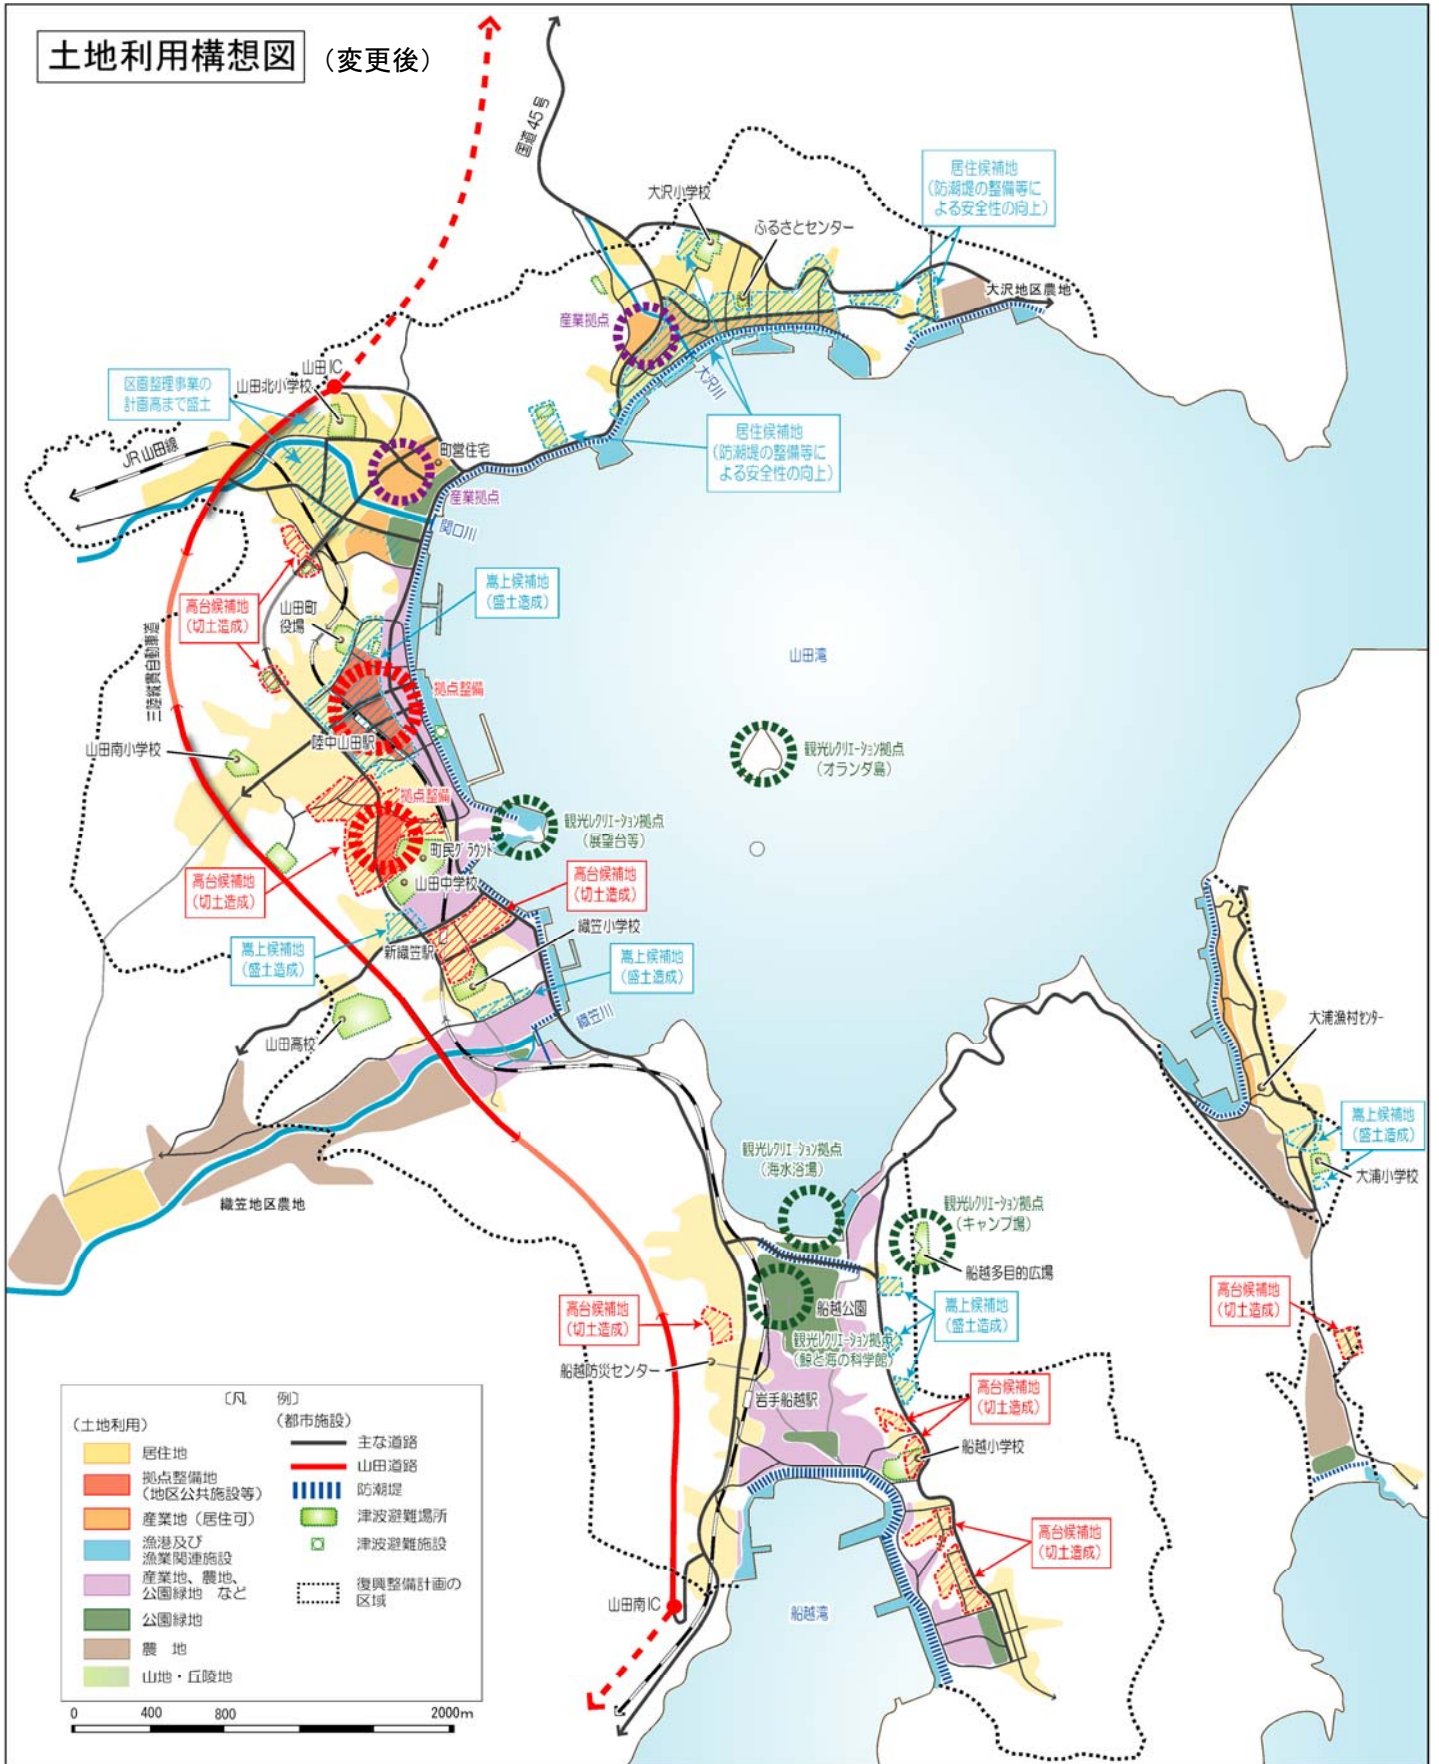 土地利用構想図
（変更後）
国道45号
大沢小学校
ふるさとセンター
居住候補地
（防潮堤の整備等に
よる安全性の向上）
大沢地区農地
産業拠点
大沢川
居住候補地
（防潮堤の整備等に
よる安全性の向上）
山田IC
山田北小学校
区画整理事業の
計画高まで盛土
JR山田線
町営住宅
産業拠点
関口川
高台候補地
（切土造成）
山田町
役場
嵩上候補地
（盛土造成）
三陸縦貫自動車道
山田湾
拠点整備
陸中山田駅
山田南小学校
観光レクリエーション拠点
（オランダ島）
拠点整備
観光レクリエーション拠点
（展望台等）
町民グラウンド
高台候補地
（切土造成）
山田中学校
高台候補地
（切土造成）
織笠小学校
嵩上候補地
（盛土造成）
新織笠駅
嵩上候補地
（盛土造成）
織笠川
山田高校
大浦漁村センター
嵩上候補地
（盛土造成）
大浦小学校
織笠地区農地
観光レクリエーション拠点
（海水浴場）
観光レクリエーション拠点
（キャンプ場）
船越多目的広場
高台候補地
（切土造成）
高台候補地
（切土造成）
船越公園
嵩上候補地
（盛土造成）
観光レクリエーション拠点
（鯨と海の科学館）
船越防災センター
岩手船越駅
高台候補地
（切土造成）
船越小学校
高台候補地
（切土造成）
山田南IC
船越湾
〔凡　例〕
（土地利用）
居住地
拠点整備地
（地区公共施設等）
産業地（居住可）
漁港及び
漁業関連施設
産業地、農地、
公園緑地　など
公園緑地
農　地
山地・丘陵地
（都市施設）
主な道路
山田道路
防潮堤
津波避難場所
津波避難施設
復興整備計画の
区域
0 400 800 2000m